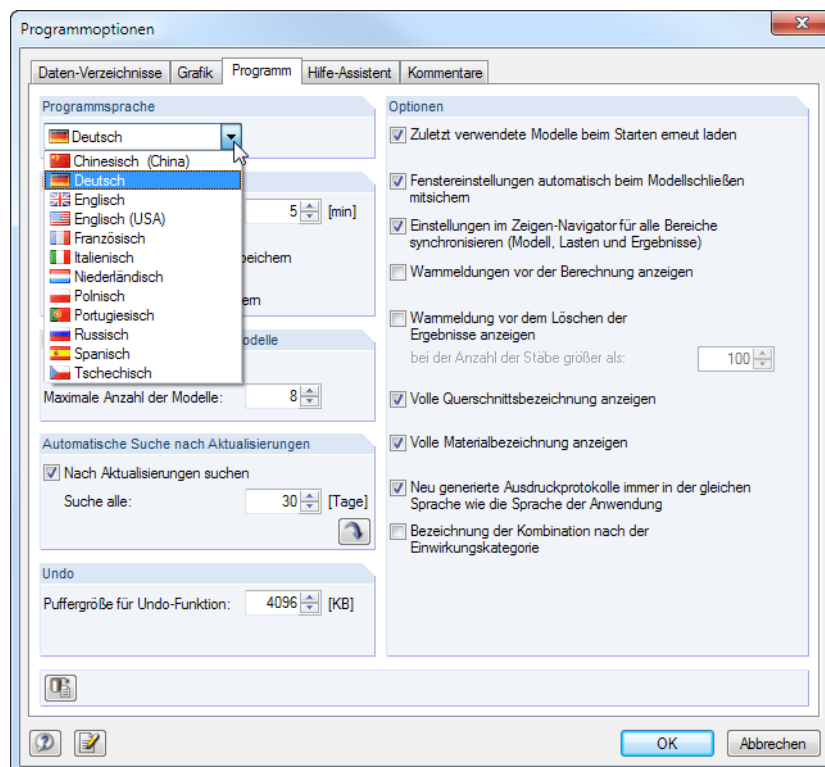 Programmoptionen
Daten-Verzeichnisse
Grafik
Programm
Hilfe-Assistent
Kommentare
Programmsprache
Deutsch
Chinesisch (China)
Deutsch
Englisch
Englisch (USA)
Französisch
Italienisch
Niederländisch
Polnisch
Portugiesisch
Russisch
Spanisch
Tschechisch
5 [min]
Maximale Anzahl der Modelle: 8
Automatische Suche nach Aktualisierungen
Nach Aktualisierungen suchen
Suche alle: 30 [Tage]
Undo
Puffergröße für Undo-Funktion: 4096 [KB]
Optionen
Zuletzt verwendete Modelle beim Starten erneut laden
Fenstereinstellungen automatisch beim Modellschließen
mitsichern
Einstellungen im Zeigen-Navigator für alle Bereiche
synchronisieren (Modell, Lasten und Ergebnisse)
Warnmeldungen vor der Berechnung anzeigen
Warnmeldung vor dem Löschen der
Ergebnisse anzeigen
bei der Anzahl der Stäbe größer als: 100
Volle Querschnittsbezeichnung anzeigen
Volle Materialbezeichnung anzeigen
Neu generierte Ausdruckprotokolle immer in der gleichen
Sprache wie die Sprache der Anwendung
Bezeichnung der Kombination nach der
Einwirkungskategorie
OK
Abbrechen